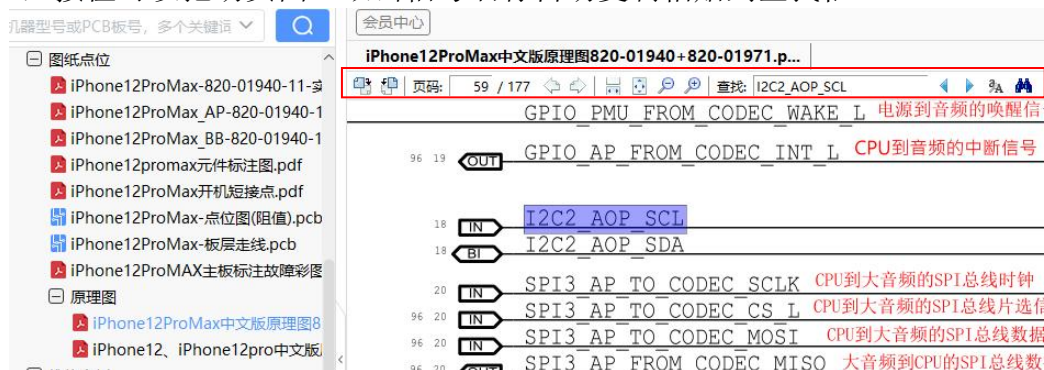 机器型号或PCB板号，多个关键词
会员中心
图纸点位
iPhone12ProMax-820-01940-11-实
iPhone12ProMax_AP-820-01940-1
iPhone12ProMax_BB-820-01940-1
iPhone12promax元件标注图.pdf
iPhone12ProMax开机短接点.pdf
iPhone12ProMax-点位图(阻值).pcb
iPhone12ProMax-板层走线.pcb
iPhone12ProMAX主板标注故障彩图
原理图
iPhone12ProMax中文版原理图8
iPhone12、iPhone12pro中文版
iPhone12ProMax中文版原理图820-01940+820-01971.p...
页码: 59 / 177 查找: I2C2_AOP_SCL
GPIO_PMU_FROM_CODEC_WAKE_L 电源到音频的唤醒信
96 19 OUT GPIO_AP_FROM_CODEC_INT_L CPU到音频的中断信号
18 IN I2C2_AOP_SCL
18 BI I2C2_AOP_SDA
20 IN SPI3_AP_TO_CODEC_SCLK CPU到大音频的SPI总线时钟
96 20 IN SPI3_AP_TO_CODEC_CS_L CPU到大音频的SPI总线片选信
96 20 IN SPI3_AP_TO_CODEC_MOSI CPU到大音频的SPI总线数据
96 20 OUT SPI3_AP_FROM_CODEC_MISO 大音频到CPU的SPI总线数